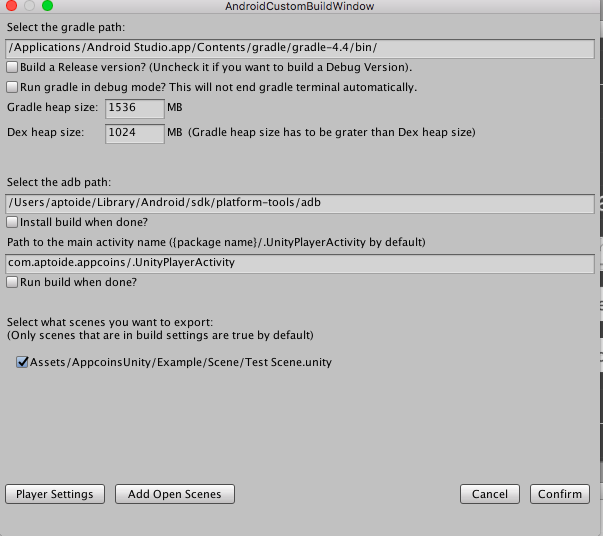 AndroidCustomBuildWindow
Select the gradle path:
/Applications/Android Studio.app/Contents/gradle/gradle-4.4/bin/
Build a Release version? (Uncheck it if you want to build a Debug Version).
Run gradle in debug mode? This will not end gradle terminal automatically.
Gradle heap size: 1536 MB
Dex heap size: 1024 MB (Gradle heap size has to be grater than Dex heap size)
Select the adb path:
/Users/aptoide/Library/Android/sdk/platform-tools/adb
Install build when done?
Path to the main activity name ({package name}/.UnityPlayerActivity by default)
com.aptoide.appcoins/.UnityPlayerActivity
Run build when done?
Select what scenes you want to export:
(Only scenes that are in build settings are true by default)
Assets/AppcoinsUnity/Example/Scene/Test Scene.unity
Player Settings Add Open Scenes Cancel Confirm